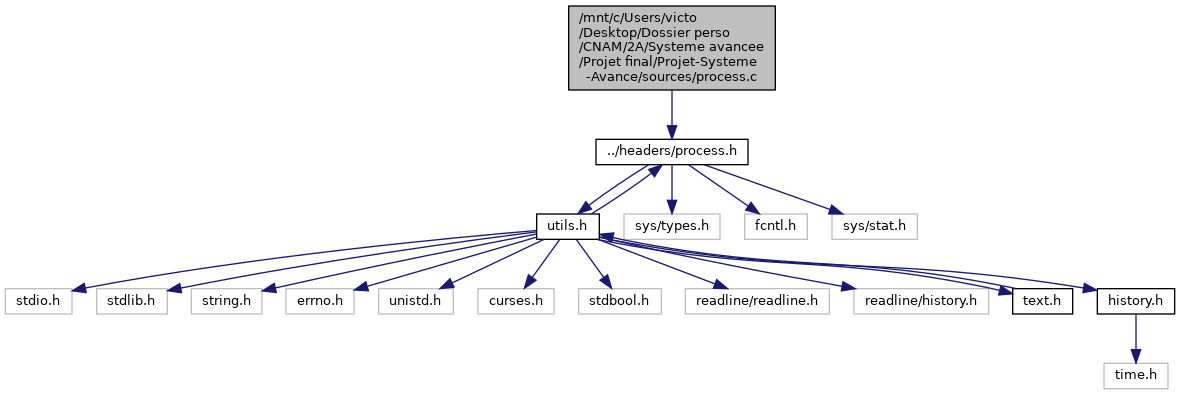 /mnt/c/Users/victo
/Desktop/Dossier perso
/CNAM/2A/Systeme avancee
/Projet final/Projet-Systeme
-Avance/sources/process.c
../headers/process.h
utils.h
sys/types.h
fcntl.h
sys/stat.h
stdio.h
stdlib.h
string.h
errno.h
unistd.h
curses.h
stdbool.h
readline/readline.h
readline/history.h
text.h
history.h
time.h